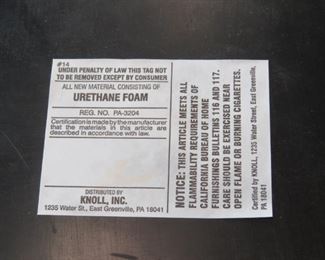 #14
UNDER PENALTY OF LAW THIS TAG NOT
TO BE REMOVED EXCEPT BY CONSUMER
ALL NEW MATERIAL CONSISTING OF
URETHANE FOAM
REG. NO. PA-3204
Certification is made by the manufacturer
that the materials in this article are
described in accordance with law.
DISTRIBUTED BY
KNOLL, INC.
1235 Water St., East Greenville, PA 18041
NOTICE: THIS ARTICLE MEETS ALL
FLAMMABILITY REQUIREMENTS OF
CALIFORNIA BUREAU OF HOME
FURNISHINGS BULLETINS 116 AND 117.
CARE SHOULD BE EXERCISED NEAR
OPEN FLAME OR BURNING CIGARETTES.
Certified by KNOLL, 1235 Water Street, East Greenville,
PA 18041